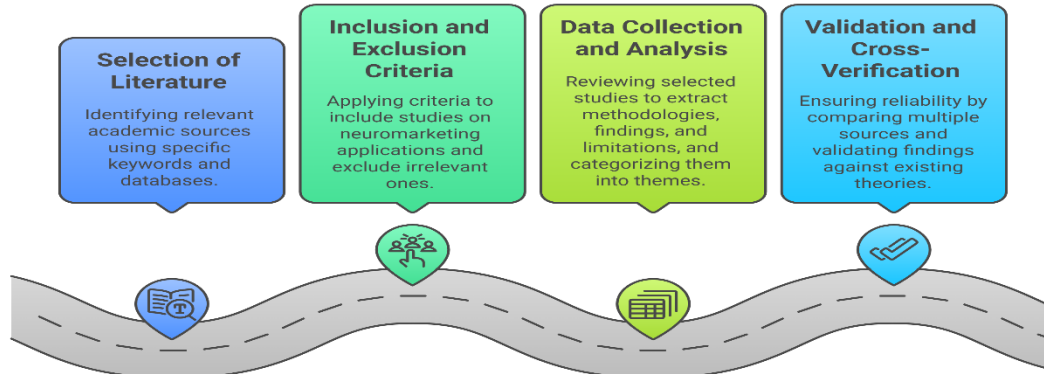 Selection of
Literature
Identifying relevant
academic sources
using specific
keywords and
databases.
Inclusion and
Exclusion
Criteria
Applying criteria to
include studies on
neuromarketing
applications and
exclude irrelevant
ones.
Data Collection
and Analysis
Reviewing selected
studies to extract
methodologies,
findings, and
limitations, and
categorizing them
into themes.
Validation and
Cross-
Verification
Ensuring reliability by
comparing multiple
sources and
validating findings
against existing
theories.
T